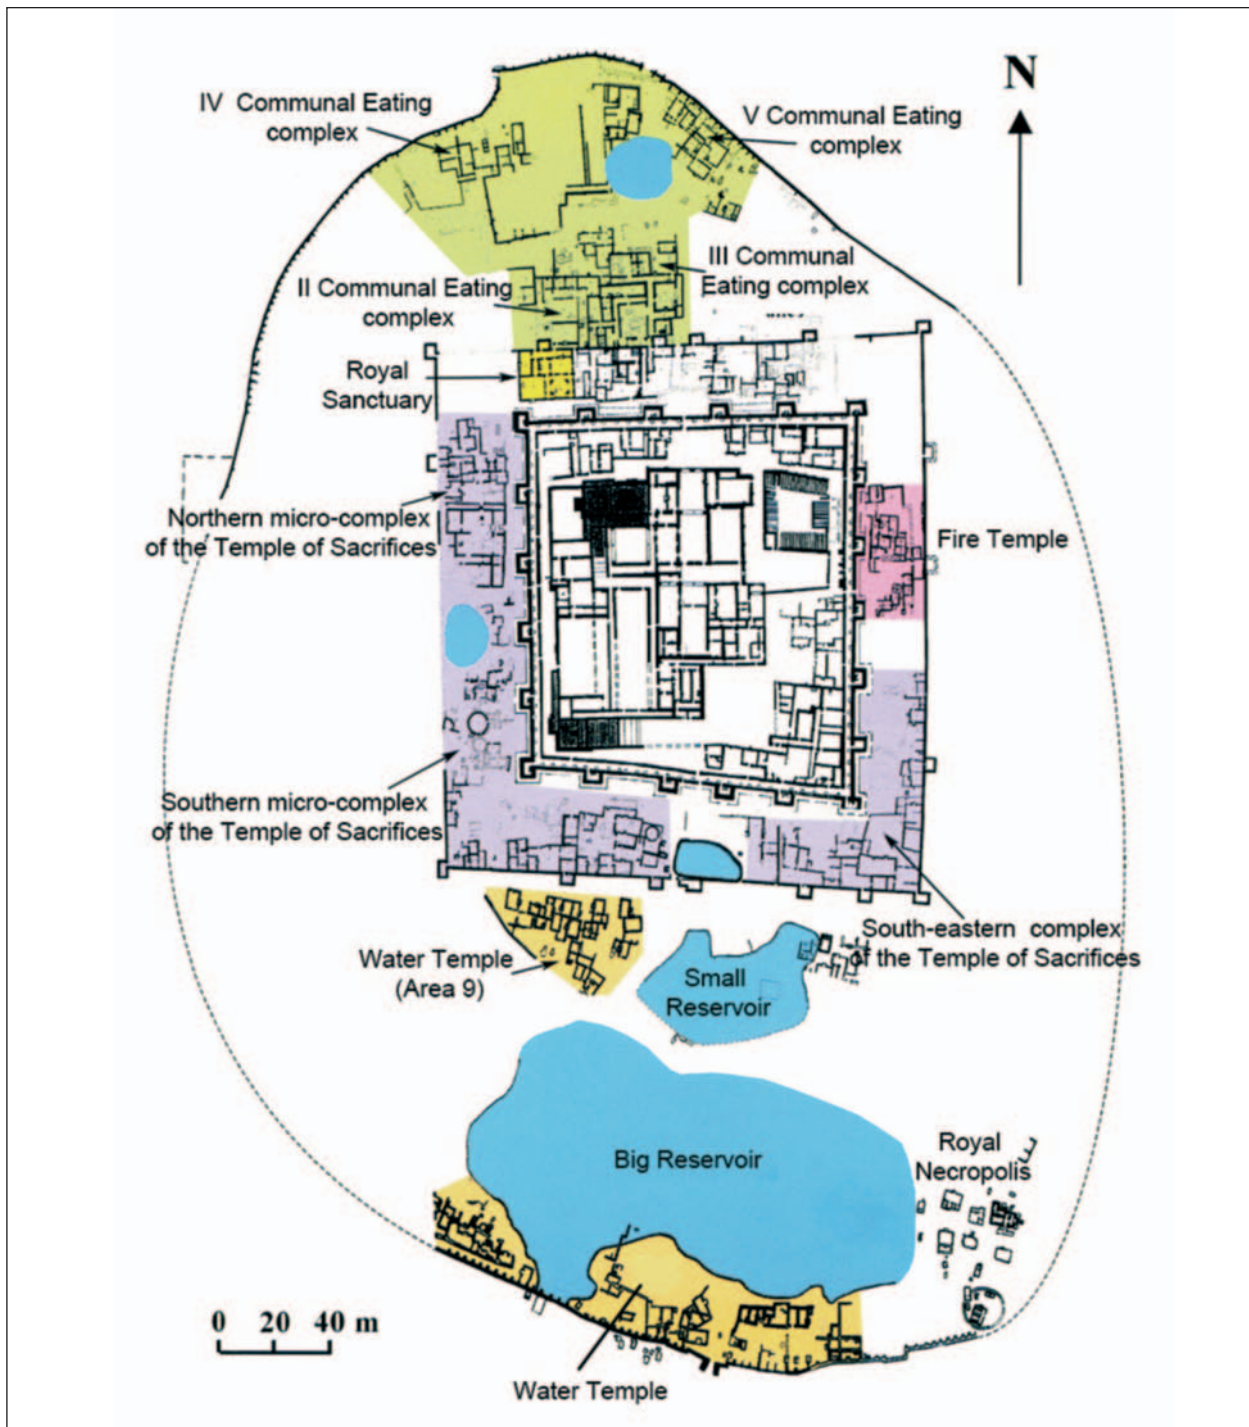 N
IV Communal Eating
complex
V Communal Eating
complex
III Communal
Eating complex
II Communal Eating
complex
Royal
Sanctuary
Northern micro-complex
of the Temple of Sacrifices
Fire Temple
Southern micro-complex
of the Temple of Sacrifices
South-eastern complex
of the Temple of Sacrifices
Water Temple
(Area 9)
Small
Reservoir
Big Reservoir
Royal
Necropolis
0 20 40 m
Water Temple